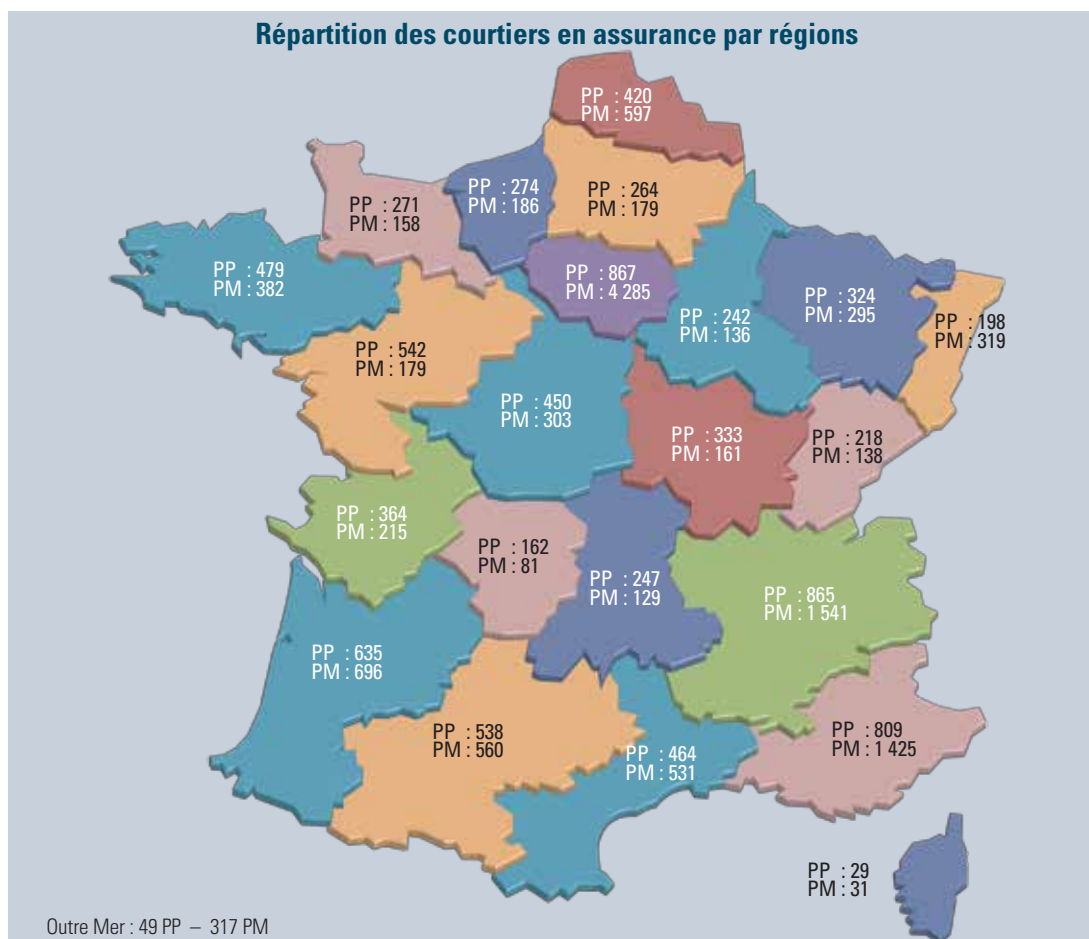 Répartition des courtiers en assurance par régions
PP : 420
PM : 597
PP : 264
PM : 179
PP : 274
PM : 186
PP : 271
PM : 158
PP : 479
PM : 382
PP : 867
PM : 4 285
PP : 242
PM : 136
PP : 324
PM : 295
PP : 198
PM : 319
PP : 542
PM : 179
PP : 450
PM : 303
PP : 333
PM : 161
PP : 218
PM : 138
PP : 364
PM : 215
PP : 162
PM : 81
PP : 247
PM : 129
PP : 865
PM : 1 541
PP : 635
PM : 696
PP : 538
PM : 560
PP : 464
PM : 531
PP : 809
PM : 1 425
PP : 29
PM : 31
Outre Mer : 49 PP – 317 PM